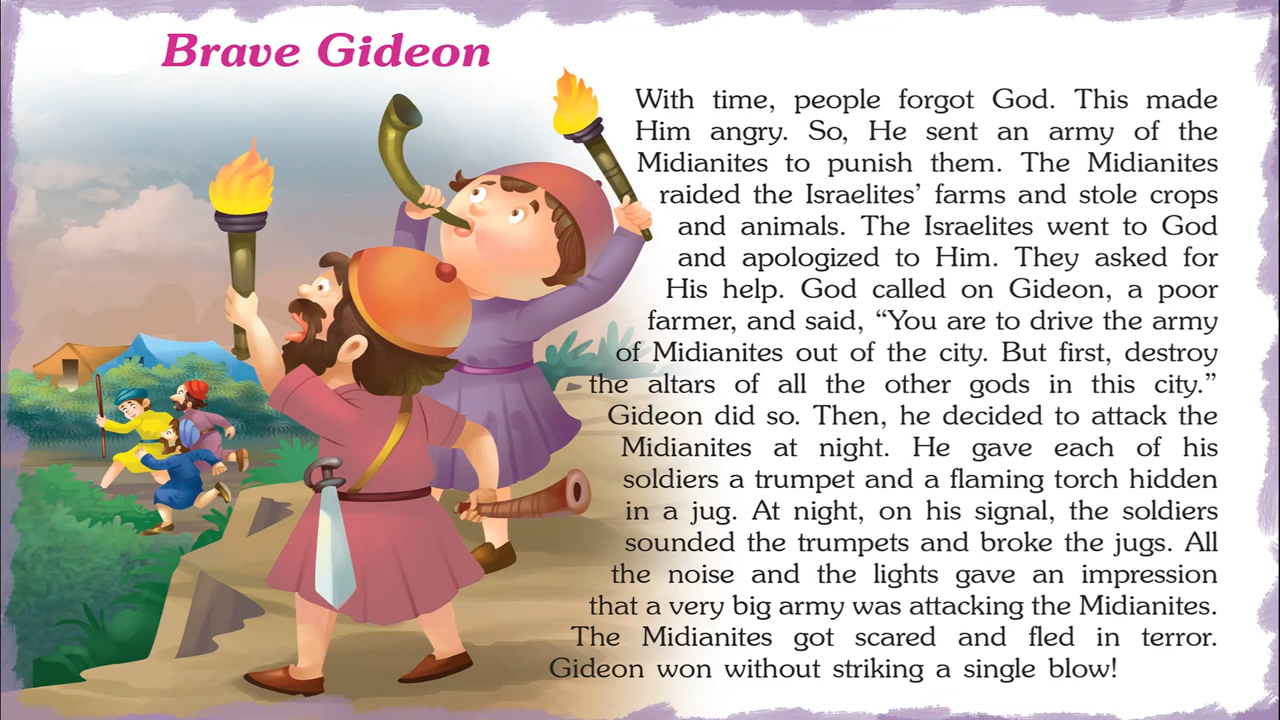 Brave Gideon
With time, people forgot God. This made
Him angry. So, He sent an army of the
Midianites to punish them. The Midianites
raided the Israelites’ farms and stole crops
and animals. The Israelites went to God
and apologized to Him. They asked for
His help. God called on Gideon, a poor
farmer, and said, “You are to drive the army
of Midianites out of the city. But first, destroy
the altars of all the other gods in this city.”
Gideon did so. Then, he decided to attack the
Midianites at night. He gave each of his
soldiers a trumpet and a flaming torch hidden
in a jug. At night, on his signal, the soldiers
sounded the trumpets and broke the jugs. All
the noise and the lights gave an impression
that a very big army was attacking the Midianites.
The Midianites got scared and fled in terror.
Gideon won without striking a single blow!